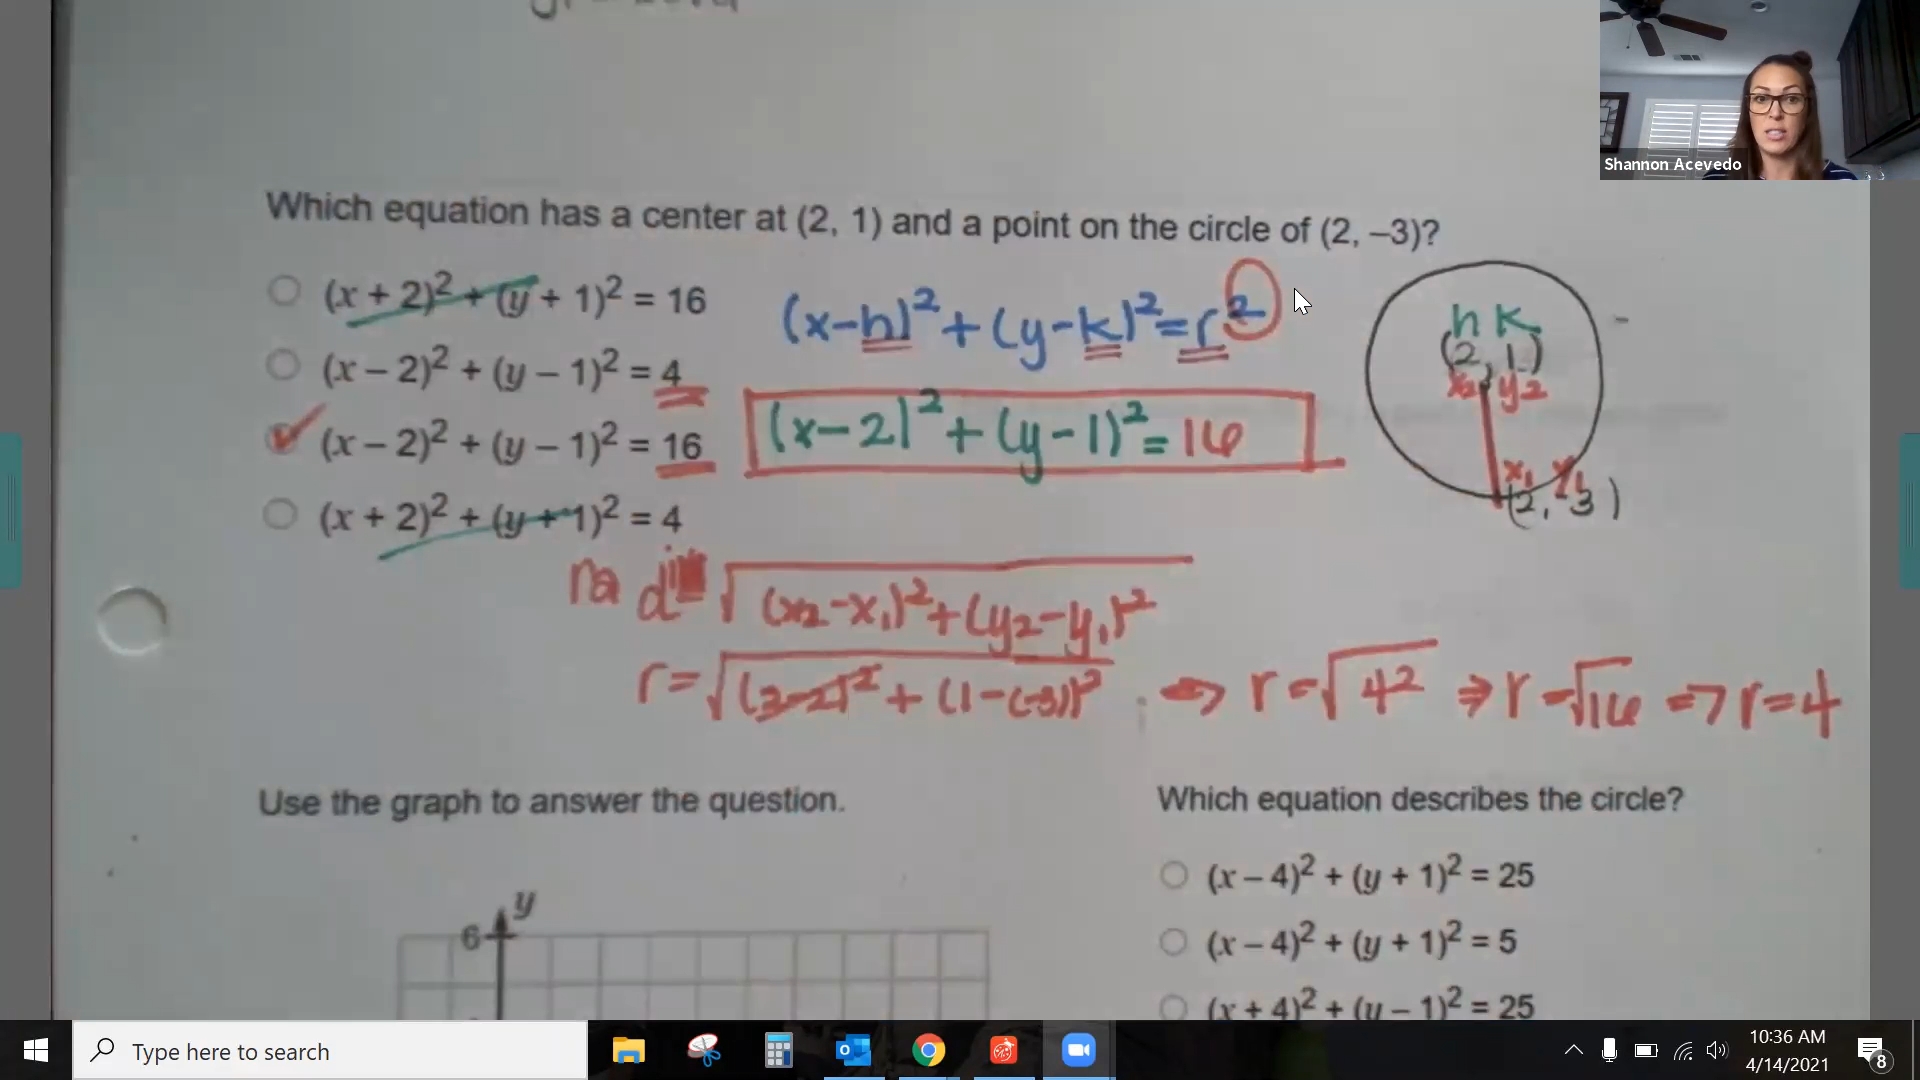 Shannon Acevedo
Which equation has a center at (2, 1) and a point on the circle of (2, –3)?
(x + 2)² + (y + 1)² = 16
(x – 2)² + (y – 1)² = 4
(x – 2)² + (y – 1)² = 16
(x + 2)² + (y + 1)² = 4
(x-h)² + (y-k)² = r²
(x-2)² + (y-1)² = 16
h k
(2, 1)
x₂ y₂
x₁ y₁
(2, -3)
√(x₂-x₁)² + (y₂-y₁)²
r = √(2-2)² + (1-(-3))² ⇒ r = √4² ⇒ r = √16 ⇒ r = 4
Use the graph to answer the question.
y
6
Which equation describes the circle?
(x – 4)² + (y + 1)² = 25
(x – 4)² + (y + 1)² = 5
(x + 4)² + (y – 1)² = 25
Type here to search
10:36 AM
4/14/2021
8